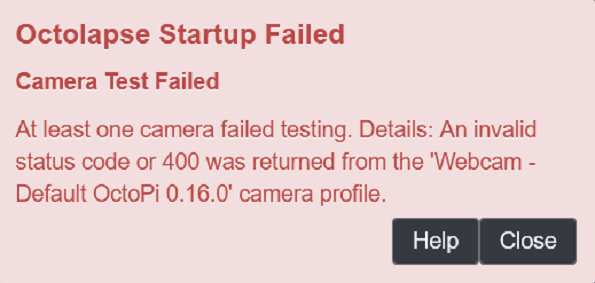 Octolapse Startup Failed
Camera Test Failed
At least one camera failed testing. Details: An invalid
status code or 400 was returned from the 'Webcam -
Default OctoPi 0.16.0' camera profile.
Help Close